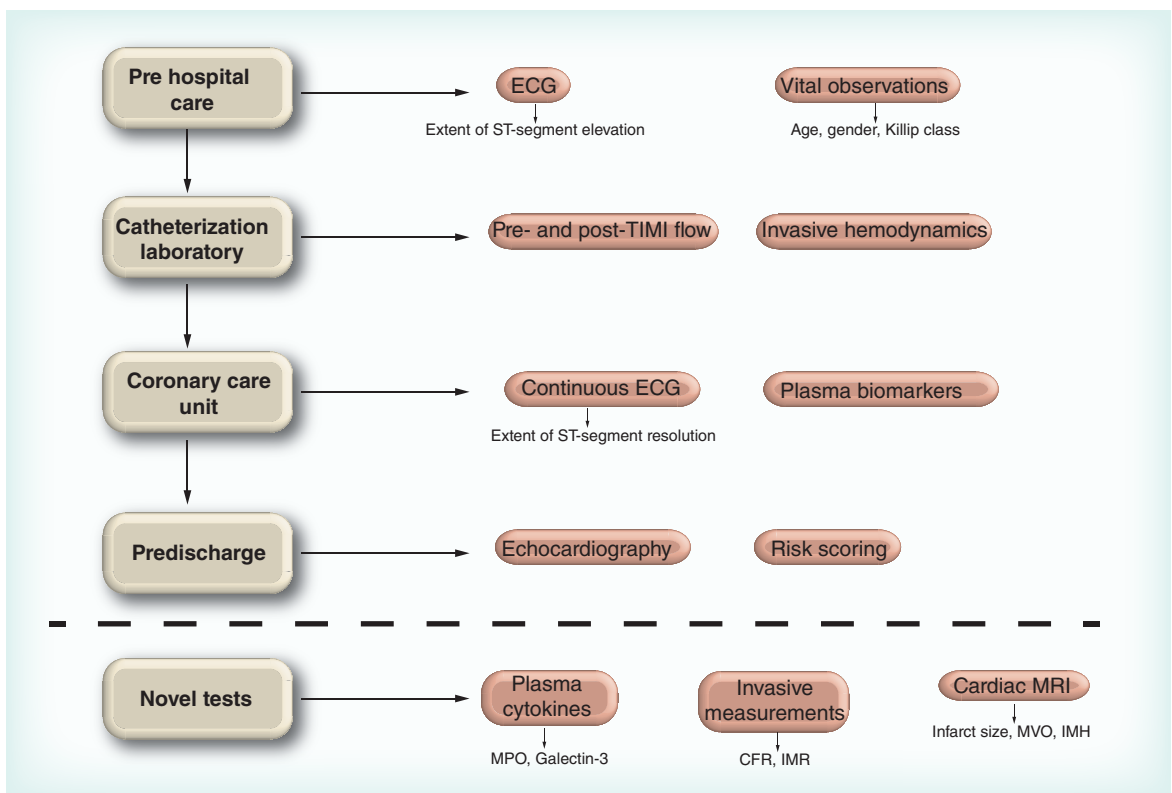 Pre hospital
care
ECG
Vital observations
Extent of ST-segment elevation
Age, gender, Killip class
Catheterization
laboratory
Pre- and post-TIMI flow
Invasive hemodynamics
Coronary care
unit
Continuous ECG
Plasma biomarkers
Extent of ST-segment resolution
Predischarge
Echocardiography
Risk scoring
Novel tests
Plasma
cytokines
MPO, Galectin-3
Invasive
measurements
CFR, IMR
Cardiac MRI
Infarct size, MVO, IMH